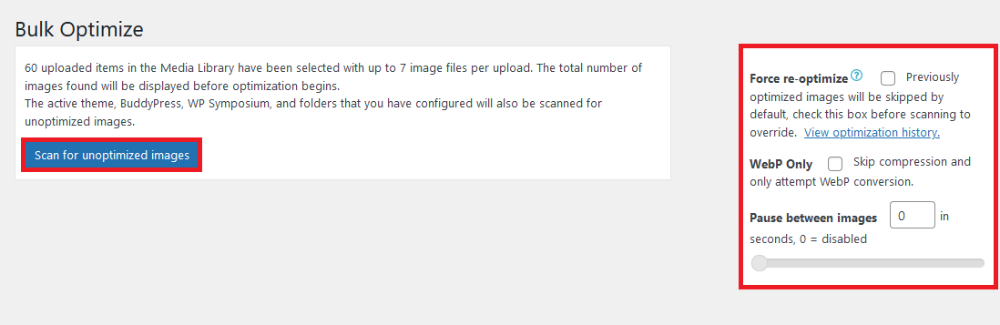 Bulk Optimize
60 uploaded items in the Media Library have been selected with up to 7 image files per upload. The total number of
images found will be displayed before optimization begins.
The active theme, BuddyPress, WP Symposium, and folders that you have configured will also be scanned for
unoptimized images.
Scan for unoptimized images
Force re-optimize ? Previously
optimized images will be skipped by
default, check this box before scanning to
override. View optimization history.
WebP Only Skip compression and
only attempt WebP conversion.
Pause between images 0 in
seconds, 0 = disabled